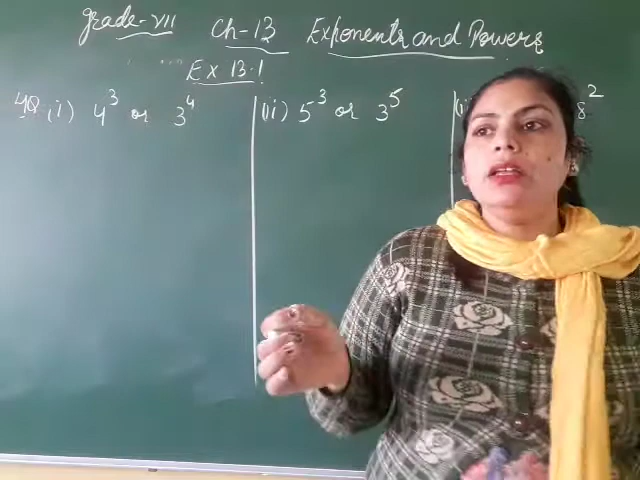 Grade-VII Ch-13 Exponents and Powers
Ex 13.1
4Q. (i) 4³ or 3⁴ (ii) 5³ or 3⁵ 8²